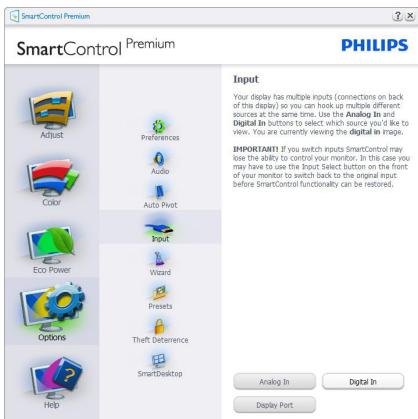 SmartControl Premium
? x
SmartControl Premium
PHILIPS
Adjust
Color
Eco Power
Options
Help
Preferences
Audio
Auto Pivot
Input
Wizard
Presets
Theft Deterrence
SmartDesktop
Input
Your display has multiple inputs (connections on back
of this display) so you can hook up multiple different
sources at the same time. Use the Analog In and
Digital In buttons to select which source you'd like to
view. You are currently viewing the digital in image.
IMPORTANT! If you switch inputs SmartControl may
lose the ability to control your monitor. In this case you
may have to use the Input Select button on the front
of your monitor to switch back to the original input
before SmartControl functionality can be restored.
Analog In
Digital In
Display Port